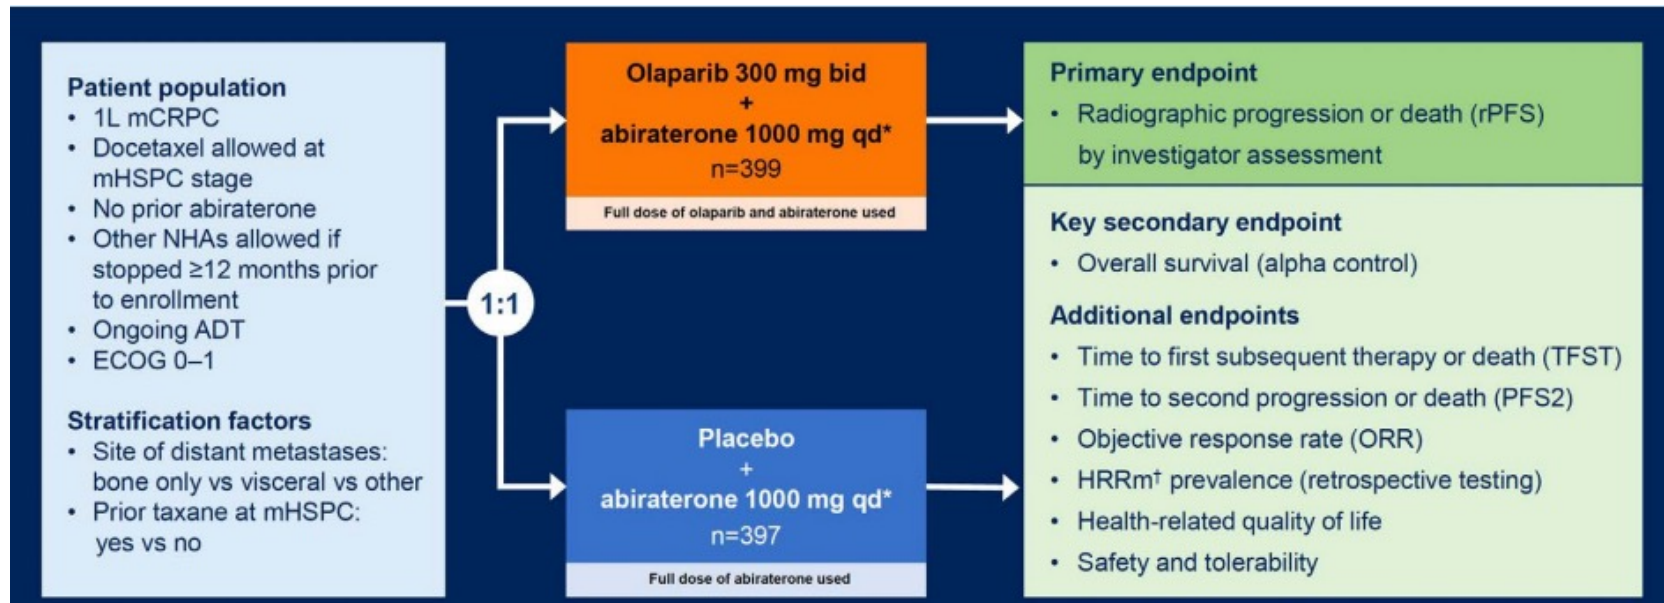 Patient population
• 1L mCRPC
• Docetaxel allowed at
mHSPC stage
• No prior abiraterone
• Other NHAs allowed if
stopped ≥12 months prior
to enrollment
• Ongoing ADT
• ECOG 0–1
Stratification factors
• Site of distant metastases:
bone only vs visceral vs other
• Prior taxane at mHSPC:
yes vs no
1:1
Olaparib 300 mg bid
+
abiraterone 1000 mg qd*
n=399
Full dose of olaparib and abiraterone used
Placebo
+
abiraterone 1000 mg qd*
n=397
Full dose of abiraterone used
Primary endpoint
• Radiographic progression or death (rPFS)
by investigator assessment
Key secondary endpoint
• Overall survival (alpha control)
Additional endpoints
• Time to first subsequent therapy or death (TFST)
• Time to second progression or death (PFS2)
• Objective response rate (ORR)
• HRRm† prevalence (retrospective testing)
• Health-related quality of life
• Safety and tolerability